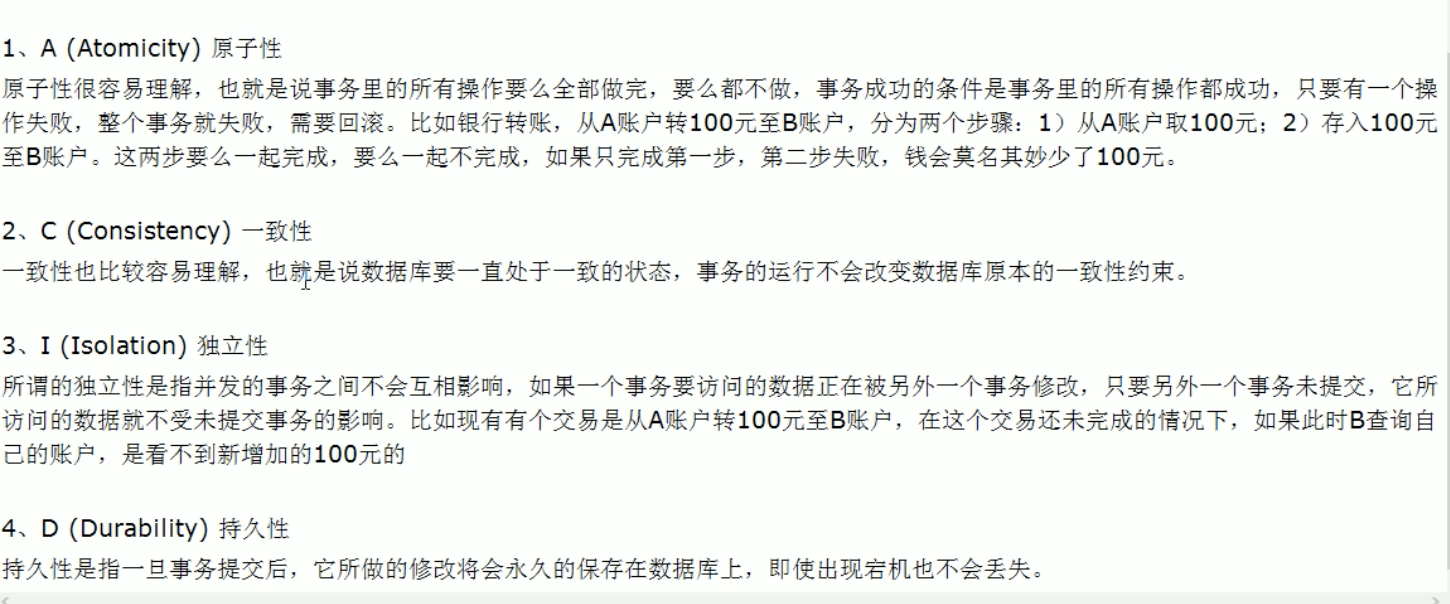 1、A (Atomicity) 原子性
原子性很容易理解，也就是说事务里的所有操作要么全部做完，要么都不做，事务成功的条件是事务里的所有操作都成功，只要有一个操
作失败，整个事务就失败，需要回滚。比如银行转账，从A账户转100元至B账户，分为两个步骤：1）从A账户取100元；2）存入100元
至B账户。这两步要么一起完成，要么一起不完成，如果只完成第一步，第二步失败，钱会莫名其妙少了100元。
2、C (Consistency) 一致性
一致性也比较容易理解，也就是说数据库要一直处于一致的状态，事务的运行不会改变数据库原本的一致性约束。
3、I (Isolation) 独立性
所谓的独立性是指并发的事务之间不会互相影响，如果一个事务要访问的数据正在被另外一个事务修改，只要另外一个事务未提交，它所
访问的数据就不受未提交事务的影响。比如现有有个交易是从A账户转100元至B账户，在这个交易还未完成的情况下，如果此时B查询自
己的账户，是看不到新增加的100元的
4、D (Durability) 持久性
持久性是指一旦事务提交后，它所做的修改将会永久的保存在数据库上，即使出现宕机也不会丢失。